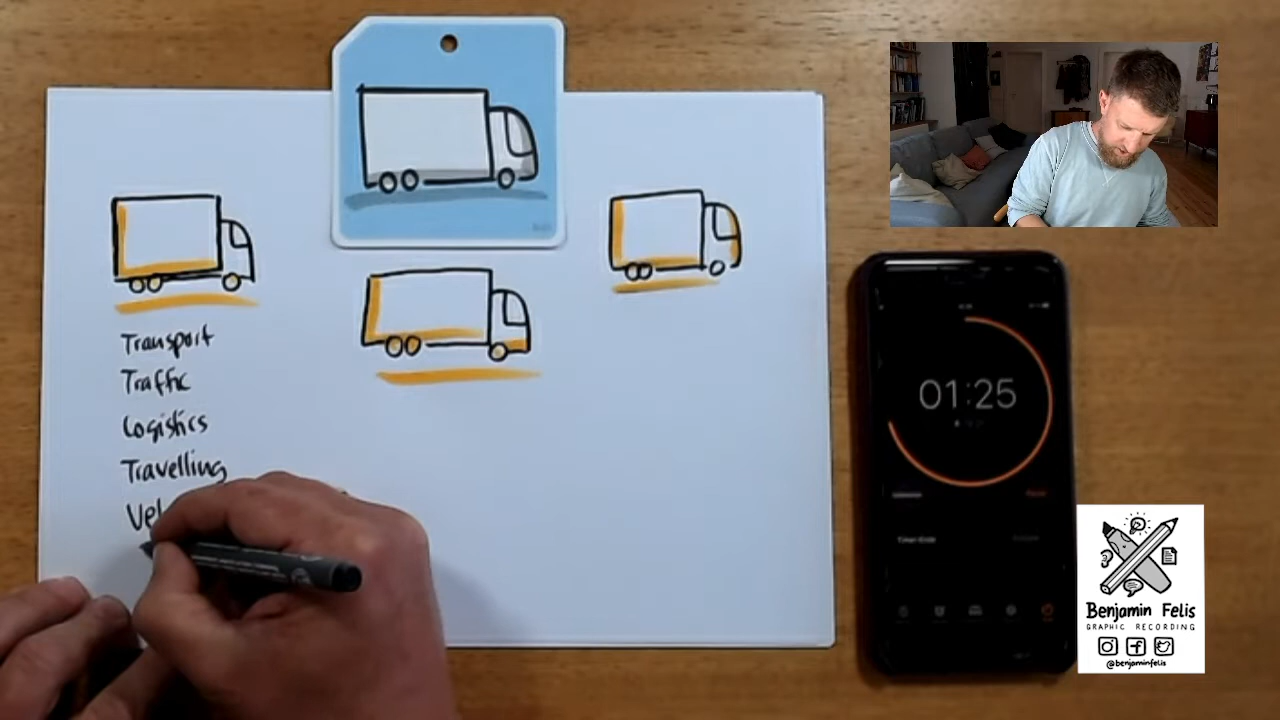 Transport
Traffic
Logistics
Travelling
01:25
Benjamin Felis
GRAPHIC RECORDING
@benjaminfelis